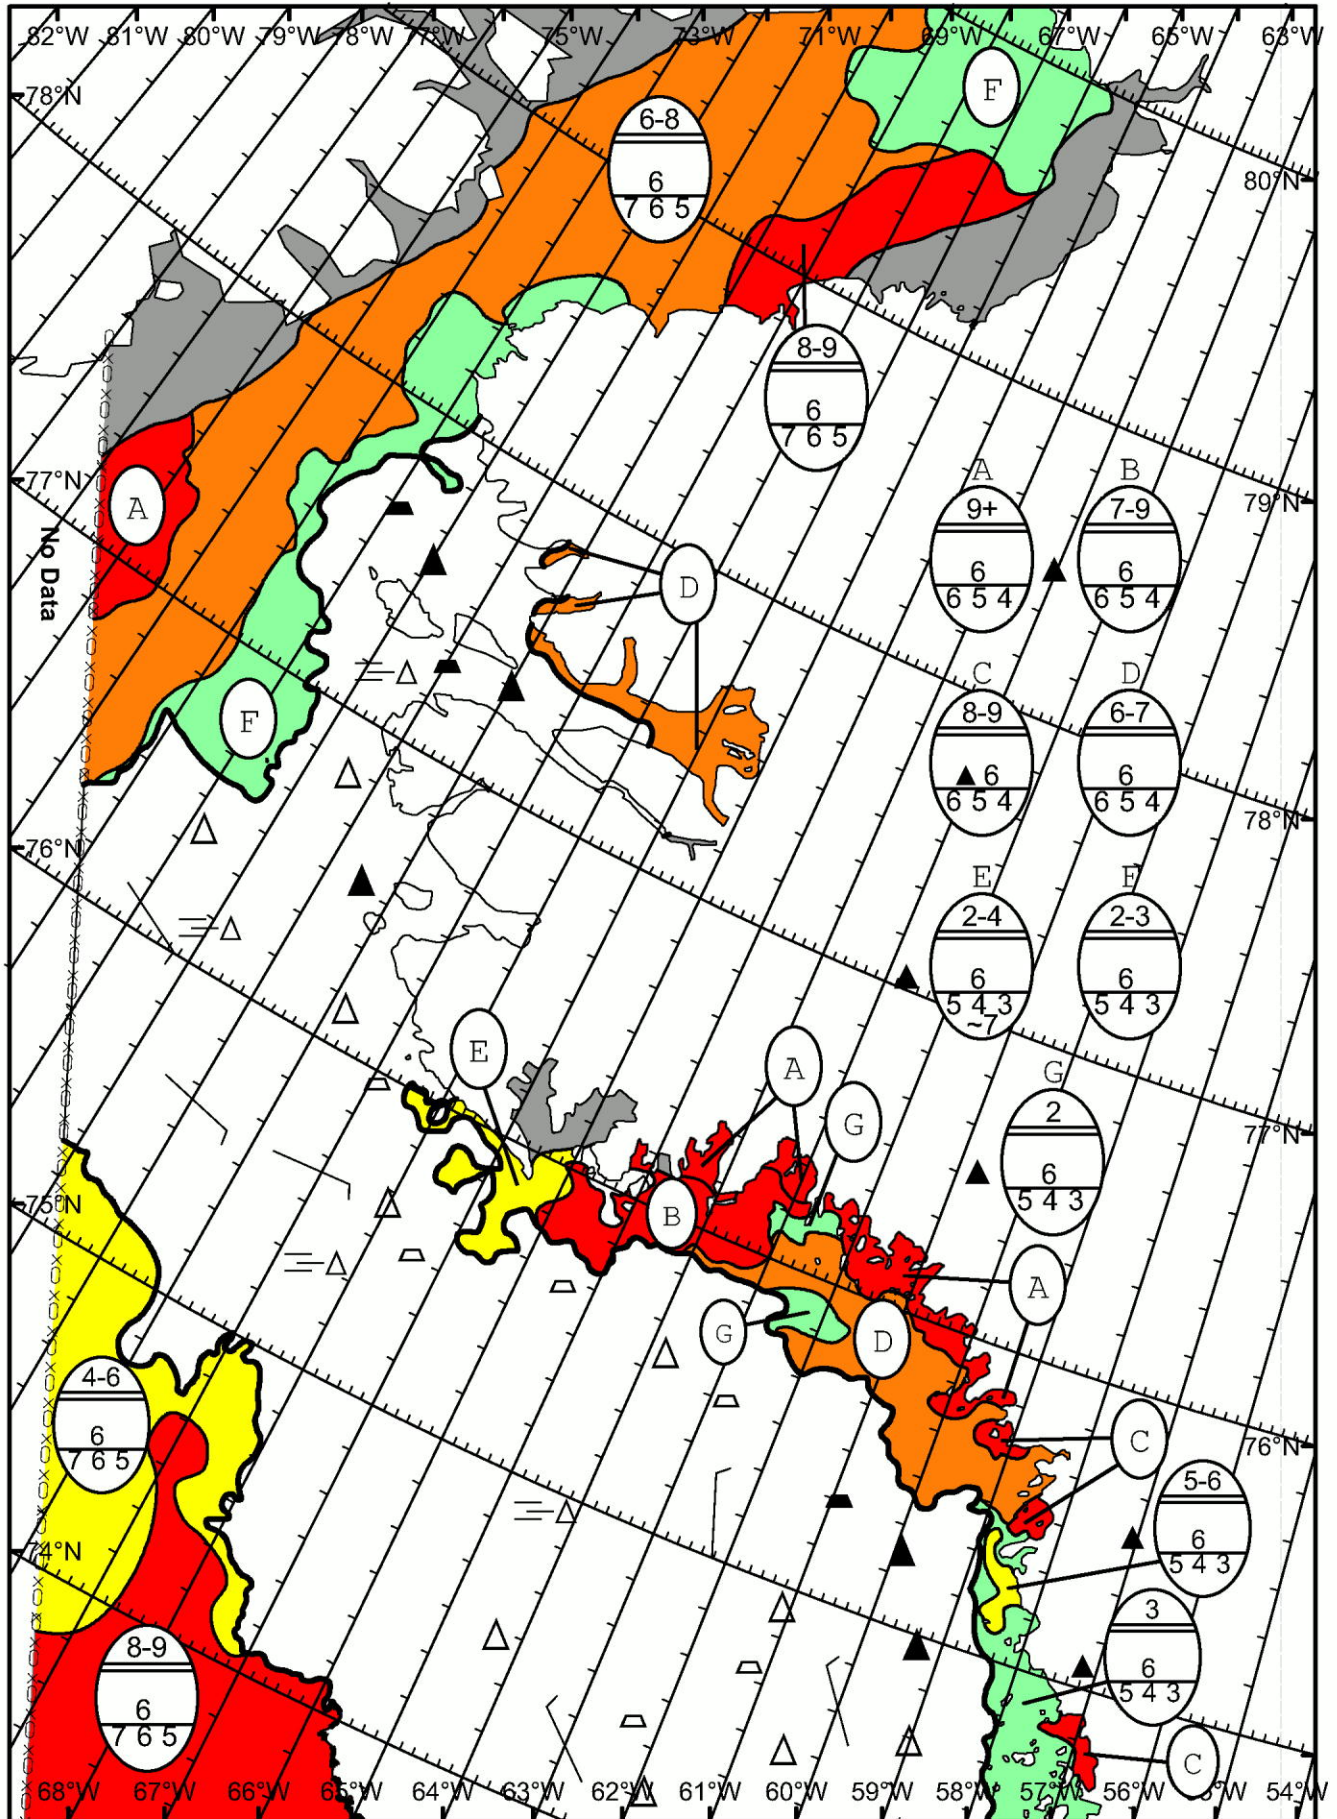 82°W 81°W 80°W 79°W 78°W 77°W 75°W 73°W 71°W 69°W 67°W 65°W 63°W
78°N
F
6-8
6
7 6 5
80°N
8-9
6
7 6 5
77°N
A
No Data
79°N
A B
9+ 7-9
6 6
6 5 4 6 5 4
D
C D
8-9 6-7
6 6
6 5 4 6 5 4
F
78°N
76°N
E F
2-4 2-3
6 6
5 4 3 5 4 3
~7
E
A
G
G
2
6
5 4 3
77°N
75°N
B
A
G
D
4-6
6
7 6 5
C
76°N
5-6
6
5 4 3
74°N
3
6
5 4 3
8-9
6
7 6 5
C
68°W 67°W 66°W 65°W 64°W 63°W 62°W 61°W 60°W 59°W 58°W 57°W 56°W 55°W 54°W